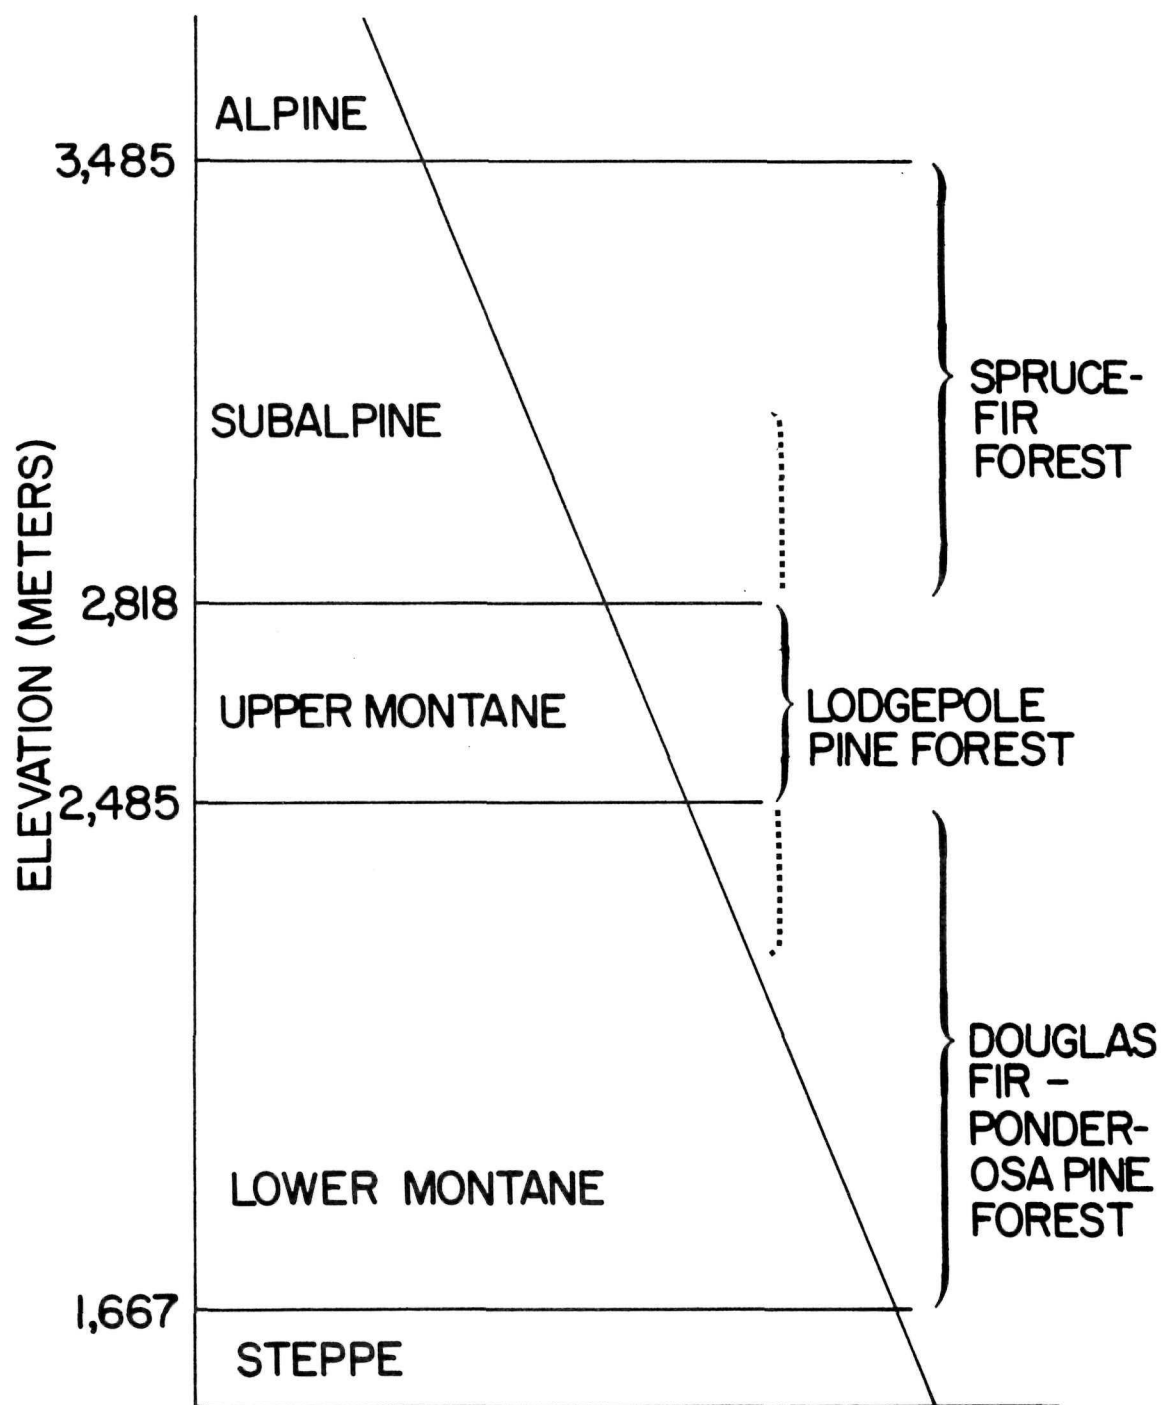 ALPINE
3,485
SPRUCE-
FIR
FOREST
SUBALPINE
ELEVATION (METERS)
2,818
UPPER MONTANE
LODGEPOLE
PINE FOREST
2,485
DOUGLAS
FIR -
PONDER-
OSA PINE
FOREST
LOWER MONTANE
1,667
STEPPE